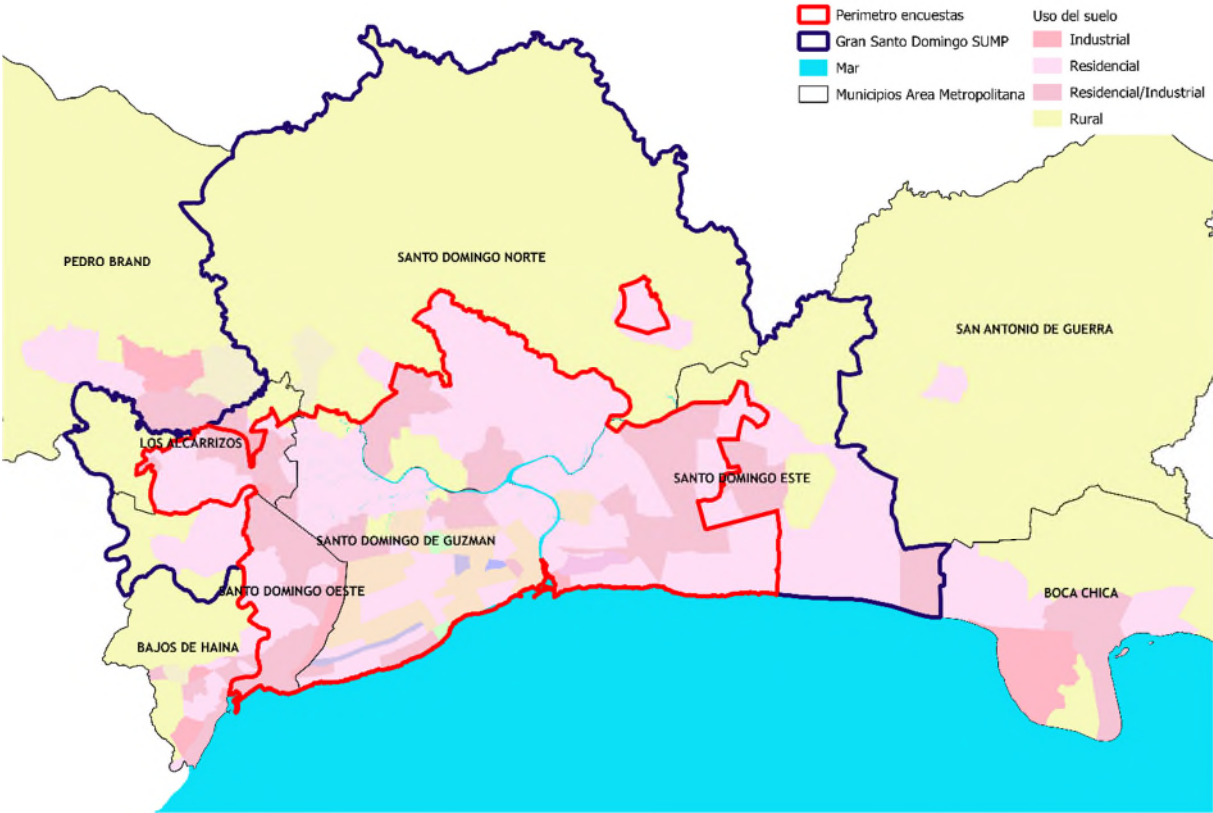 Perimetro encuestas
Gran Santo Domingo SUMP
Mar
Municipios Area Metropolitana
Uso del suelo
Industrial
Residencial
Residencial/Industrial
Rural
PEDRO BRAND
SANTO DOMINGO NORTE
SAN ANTONIO DE GUERRA
LOS ALCARRIZOS
SANTO DOMINGO ESTE
SANTO DOMINGO DE GUZMAN
SANTO DOMINGO OESTE
BOCA CHICA
BAJOS DE HAINA